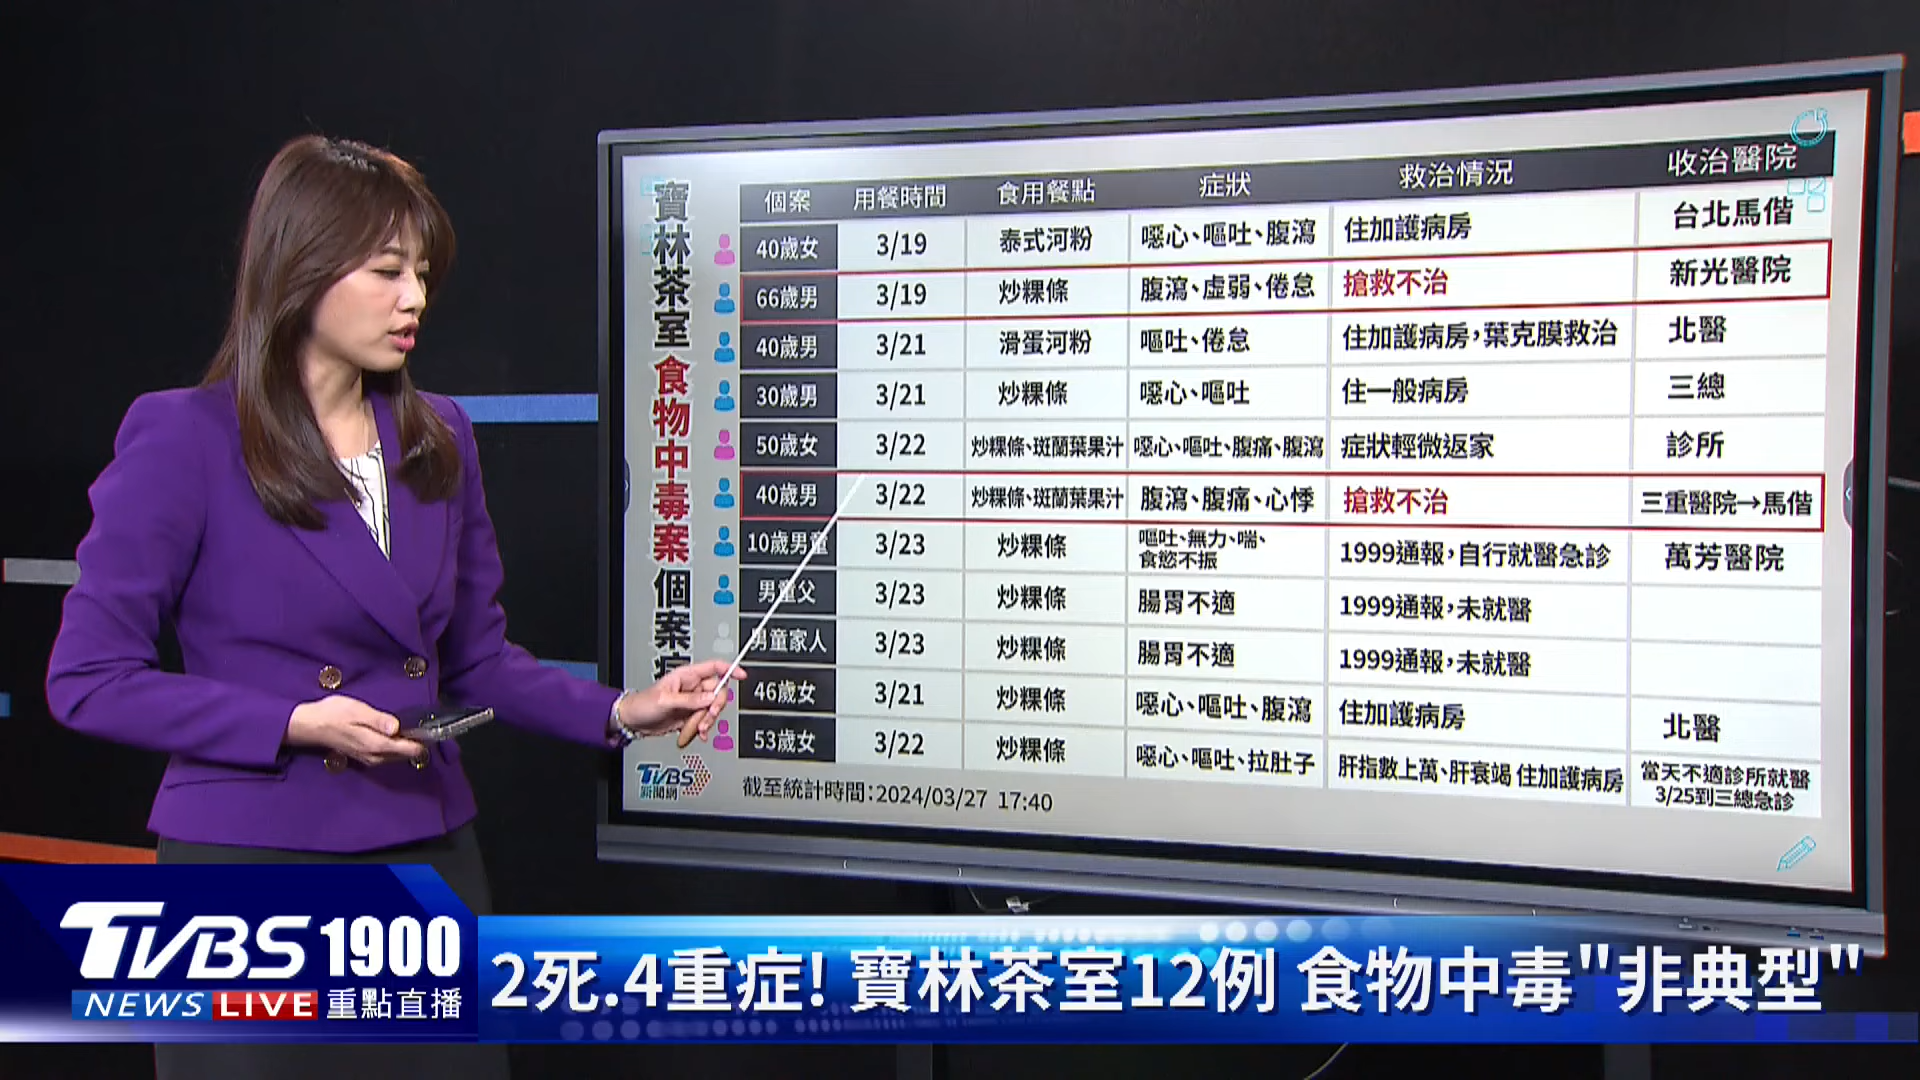 寶林茶室食物中毒案個案症
個案 用餐時間 食用餐點 症狀 救治情況 收治醫院
40歲女 3/19 泰式河粉 噁心、嘔吐、腹瀉 住加護病房 台北馬偕
66歲男 3/19 炒粿條 腹瀉、虛弱、倦怠 搶救不治 新光醫院
40歲男 3/21 滑蛋河粉 嘔吐、倦怠 住加護病房，葉克膜救治 北醫
30歲男 3/21 炒粿條 噁心、嘔吐 住一般病房 三總
50歲女 3/22 炒粿條、斑蘭葉果汁 噁心、嘔吐、腹痛、腹瀉 症狀輕微返家 診所
40歲男 3/22 炒粿條、斑蘭葉果汁 腹瀉、腹痛、心悸 搶救不治 三重醫院→馬偕
10歲男童 3/23 炒粿條 嘔吐、無力、喘、 1999通報，自行就醫急診 萬芳醫院
食慾不振
男童父 3/23 炒粿條 腸胃不適 1999通報，未就醫
男童家人 3/23 炒粿條 腸胃不適 1999通報，未就醫
46歲女 3/21 炒粿條 噁心、嘔吐、腹瀉 住加護病房 北醫
53歲女 3/22 炒粿條 噁心、嘔吐、拉肚子 肝指數上萬、肝衰竭 住加護病房 當天不適診所就醫
3/25到三總急診
TVBS
新聞網
截至統計時間：2024/03/27 17:40
TVBS 1900
NEWS LIVE 重點直播
2死.4重症! 寶林茶室12例 食物中毒"非典型"